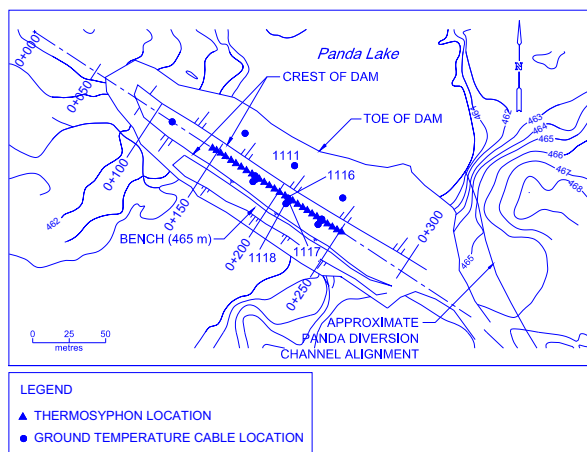 Panda Lake
CREST OF DAM
TOE OF DAM
N
0+000
0+050
0+100
0+150
0+200
0+250
0+300
1111
1116
1117
1118
BENCH (465 m)
461
462
463
464
465
466
467
468
465
462
APPROXIMATE
PANDA DIVERSION
CHANNEL ALIGNMENT
0 25 50
metres
LEGEND
THERMOSYPHON LOCATION
GROUND TEMPERATURE CABLE LOCATION